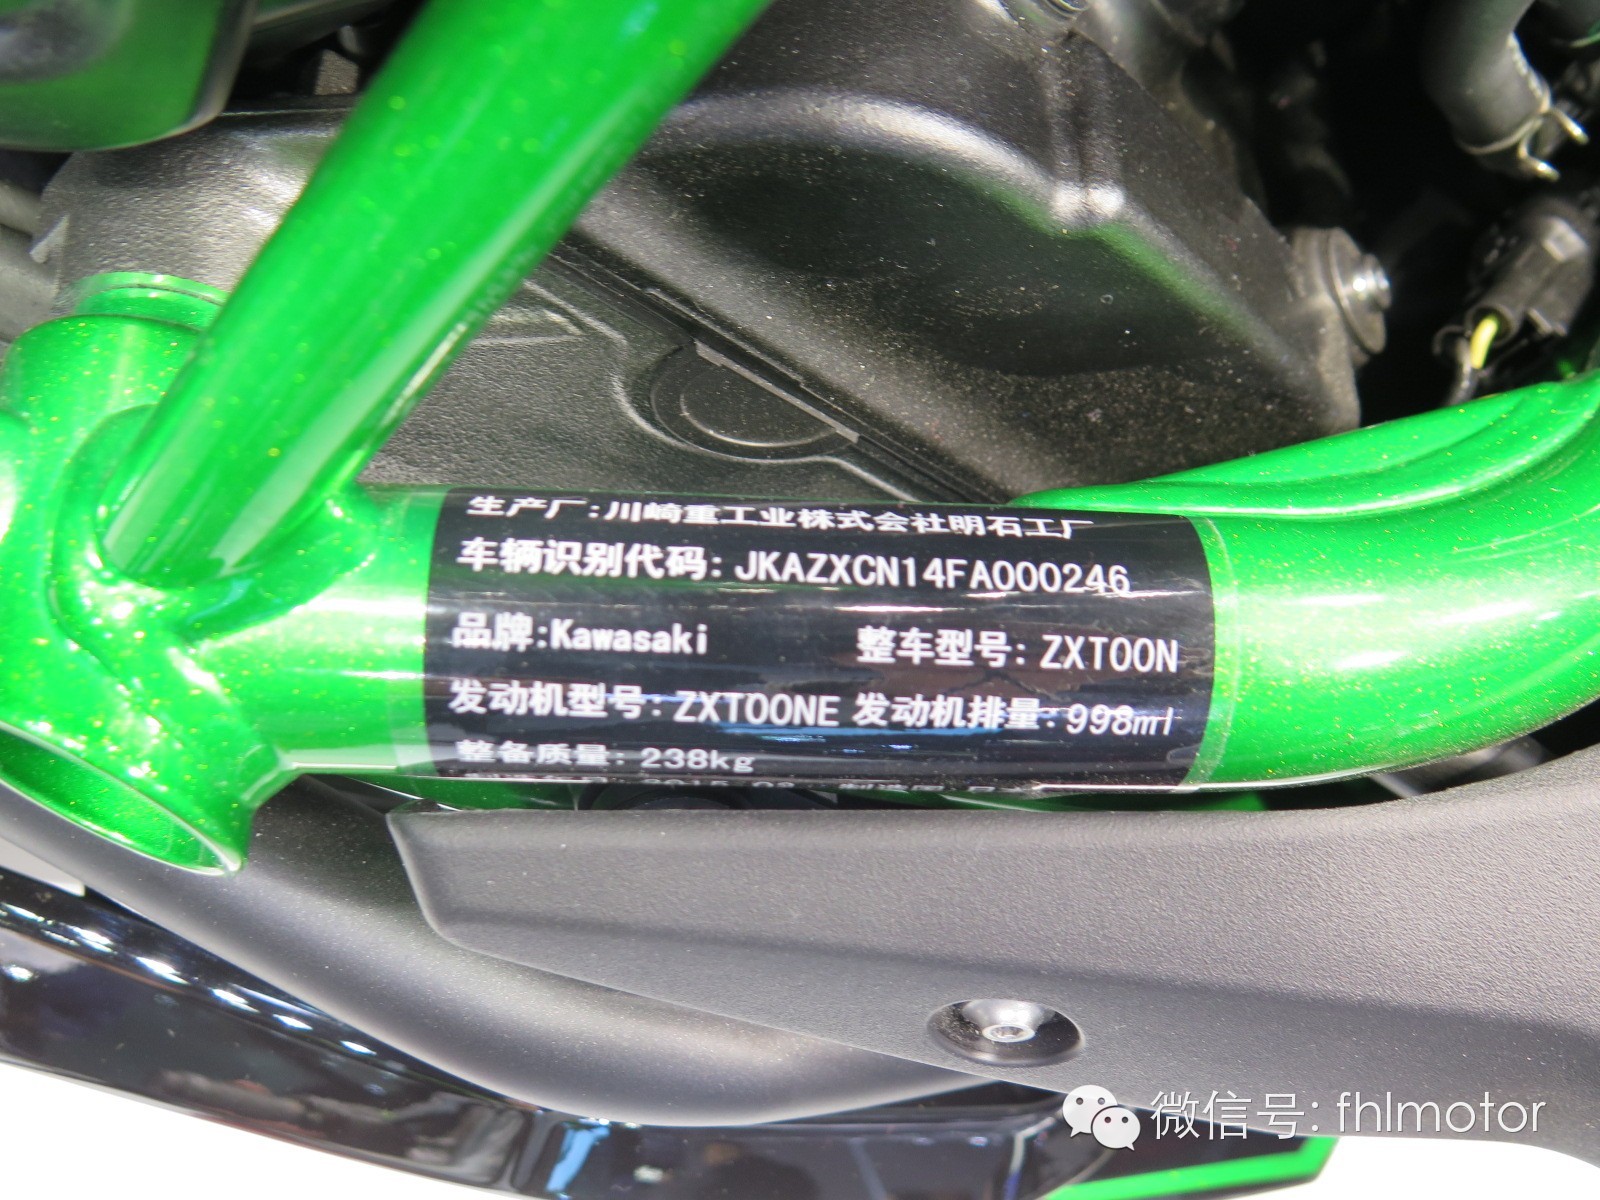 生产厂:川崎重工业株式会社明石工厂
车辆识别代码: JKAZXCN14FA000246
品牌:Kawasaki 整车型号: ZXT00N
发动机型号: ZXT00NE 发动机排量: 998ml
整备质量: 238kg
微信号: fhlmotor